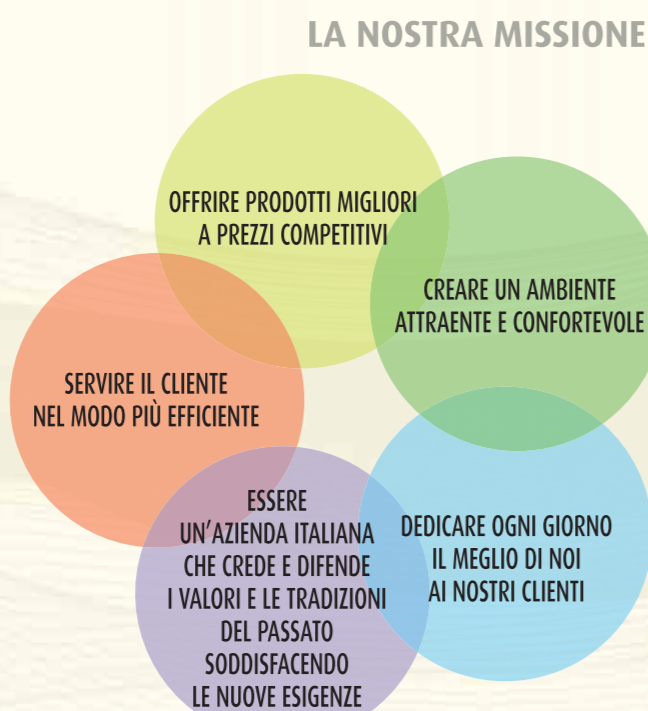 LA NOSTRA MISSIONE
OFFRIRE PRODOTTI MIGLIORI
A PREZZI COMPETITIVI
CREARE UN AMBIENTE
ATTRAENTE E CONFORTEVOLE
SERVIRE IL CLIENTE
NEL MODO PIÙ EFFICIENTE
ESSERE
UN'AZIENDA ITALIANA
CHE CREDE E DIFENDE
I VALORI E LE TRADIZIONI
DEL PASSATO
SODDISFACENDO
LE NUOVE ESIGENZE
DEDICARE OGNI GIORNO
IL MEGLIO DI NOI
AI NOSTRI CLIENTI